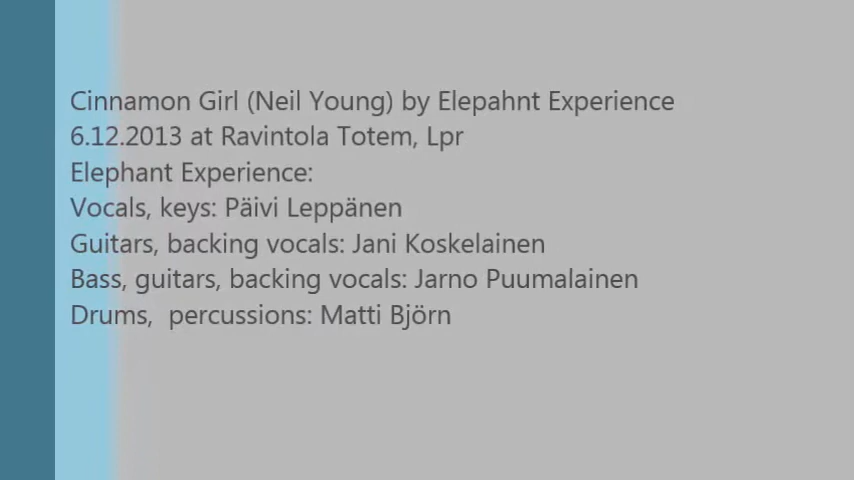 Cinnamon Girl (Neil Young) by Elepahnt Experience
6.12.2013 at Ravintola Totem, Lpr
Elephant Experience:
Vocals, keys: Päivi Leppänen
Guitars, backing vocals: Jani Koskelainen
Bass, guitars, backing vocals: Jarno Puumalainen
Drums,  percussions: Matti Björn